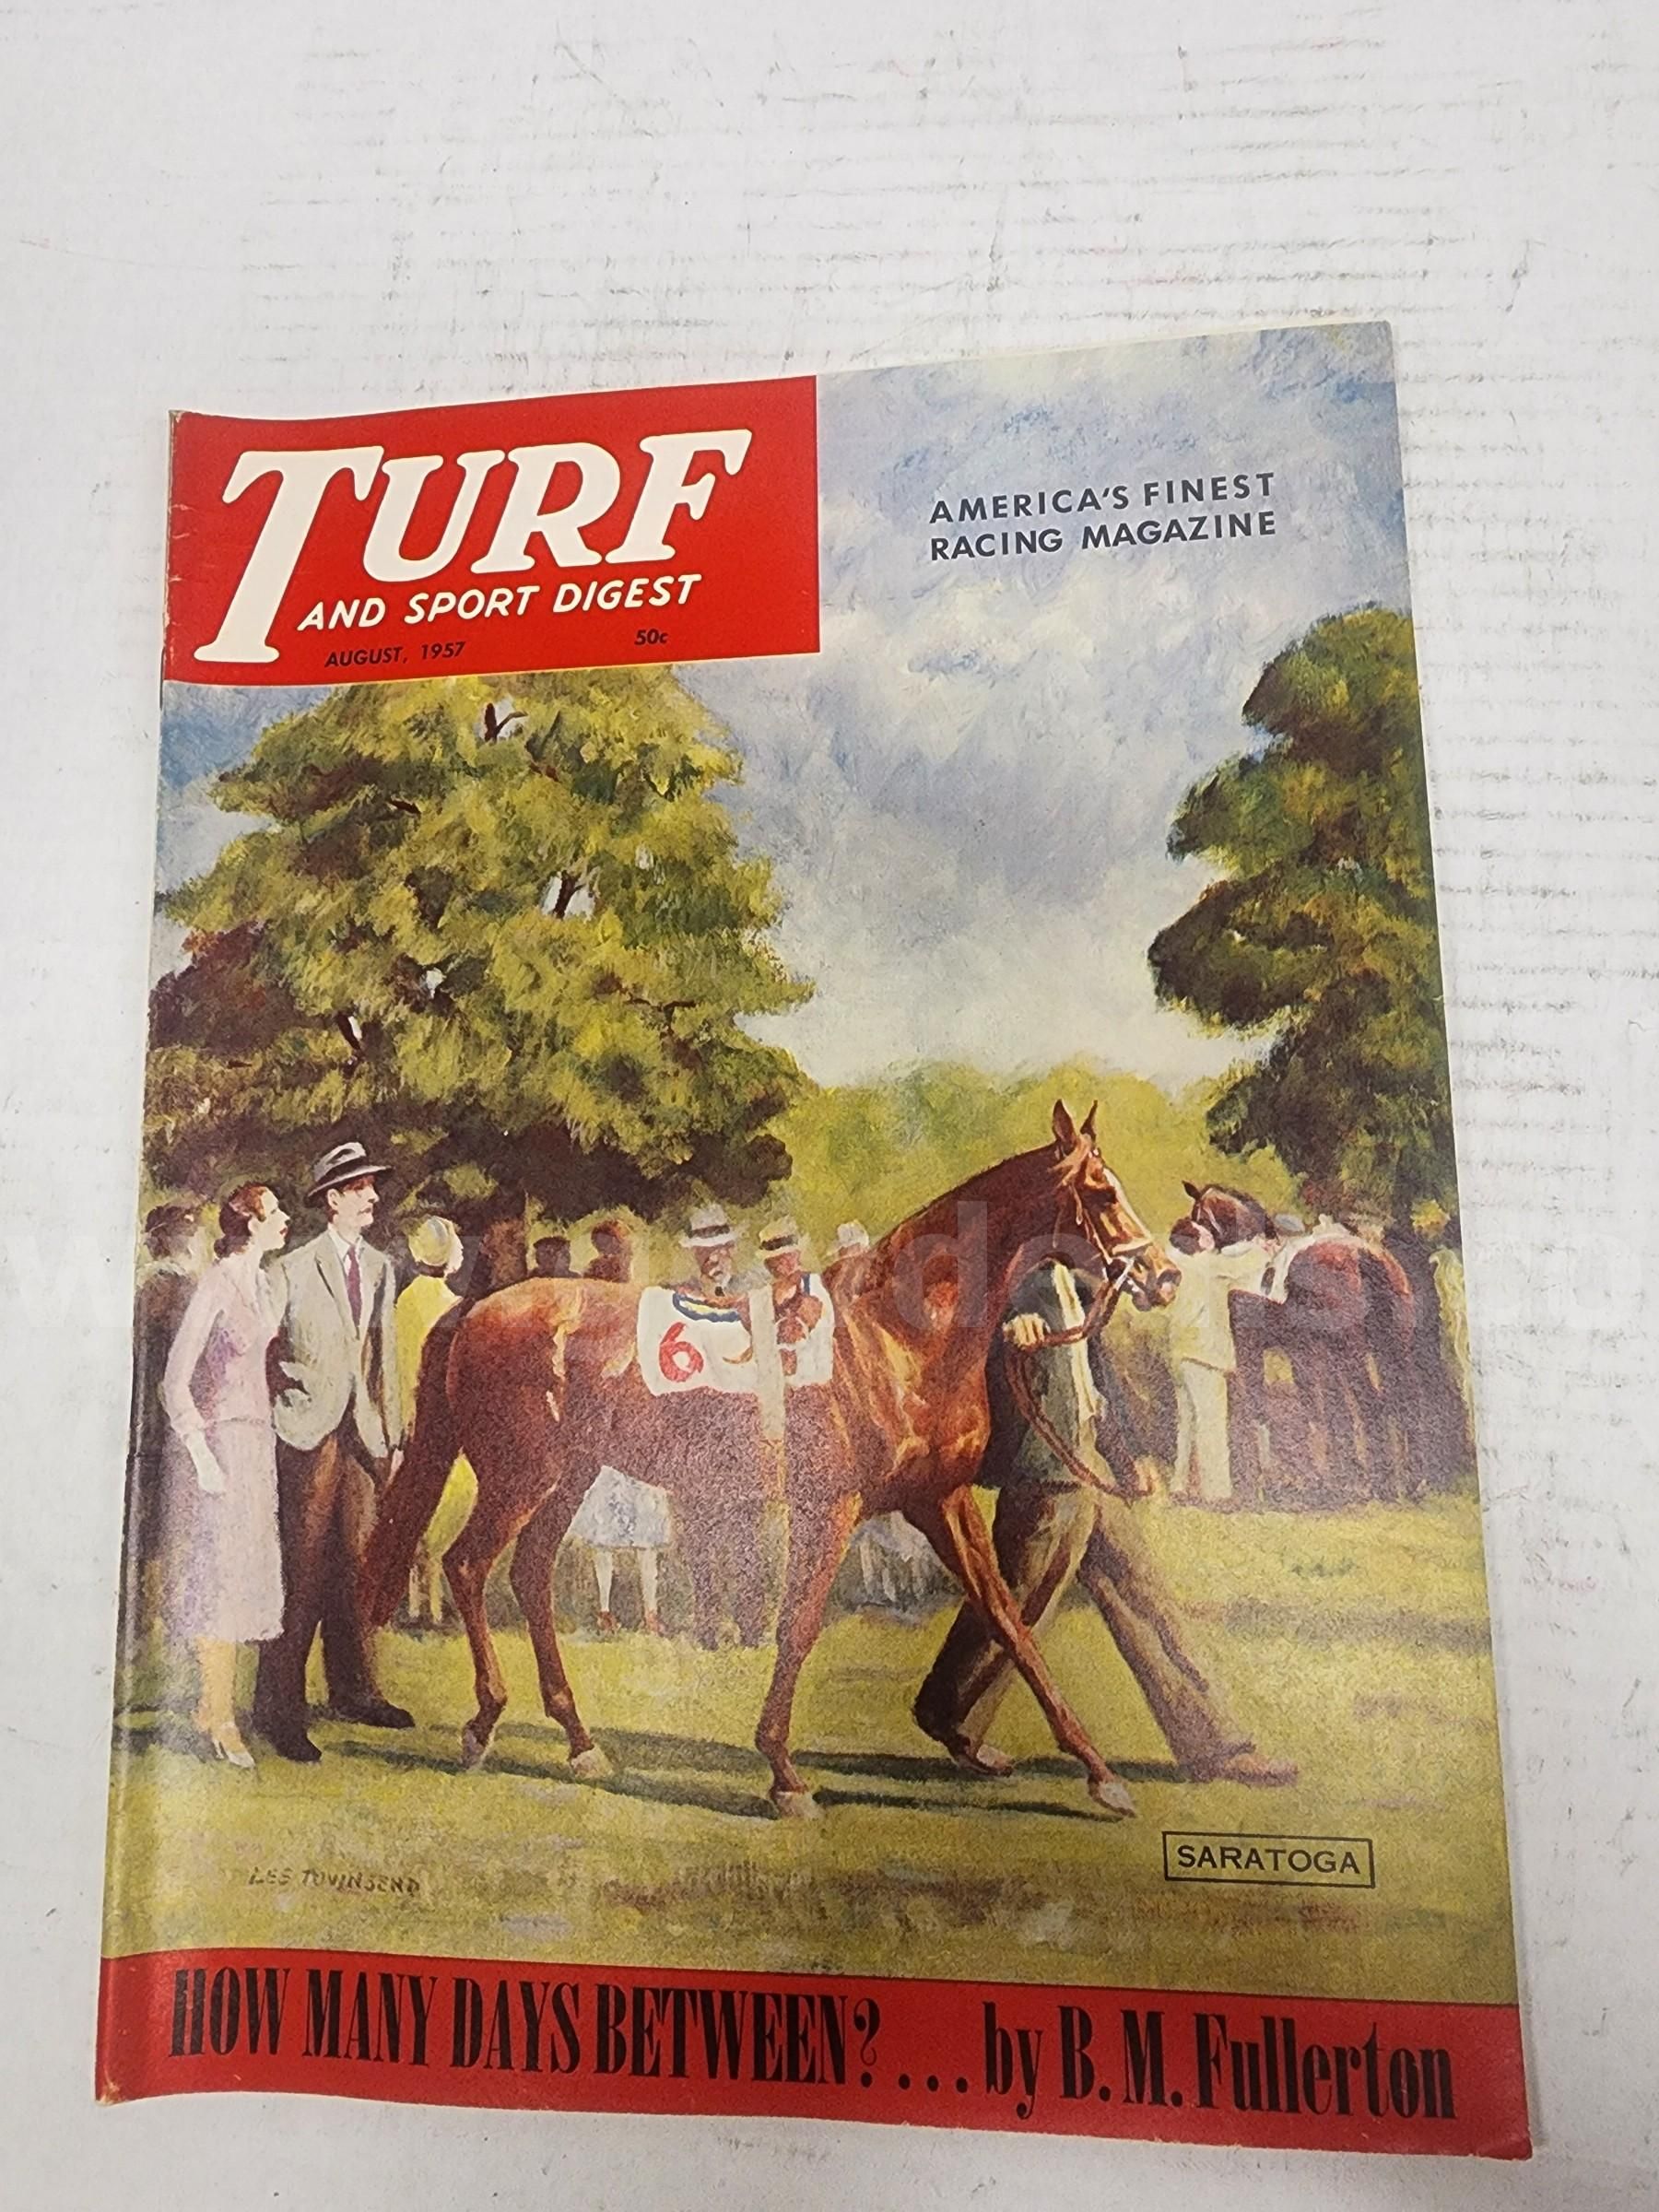 TURF
AND SPORT DIGEST
AUGUST, 1957 50c
AMERICA'S FINEST
RACING MAGAZINE
6
LES TOWNSEND
SARATOGA
HOW MANY DAYS BETWEEN? ... by B. M. Fullerton